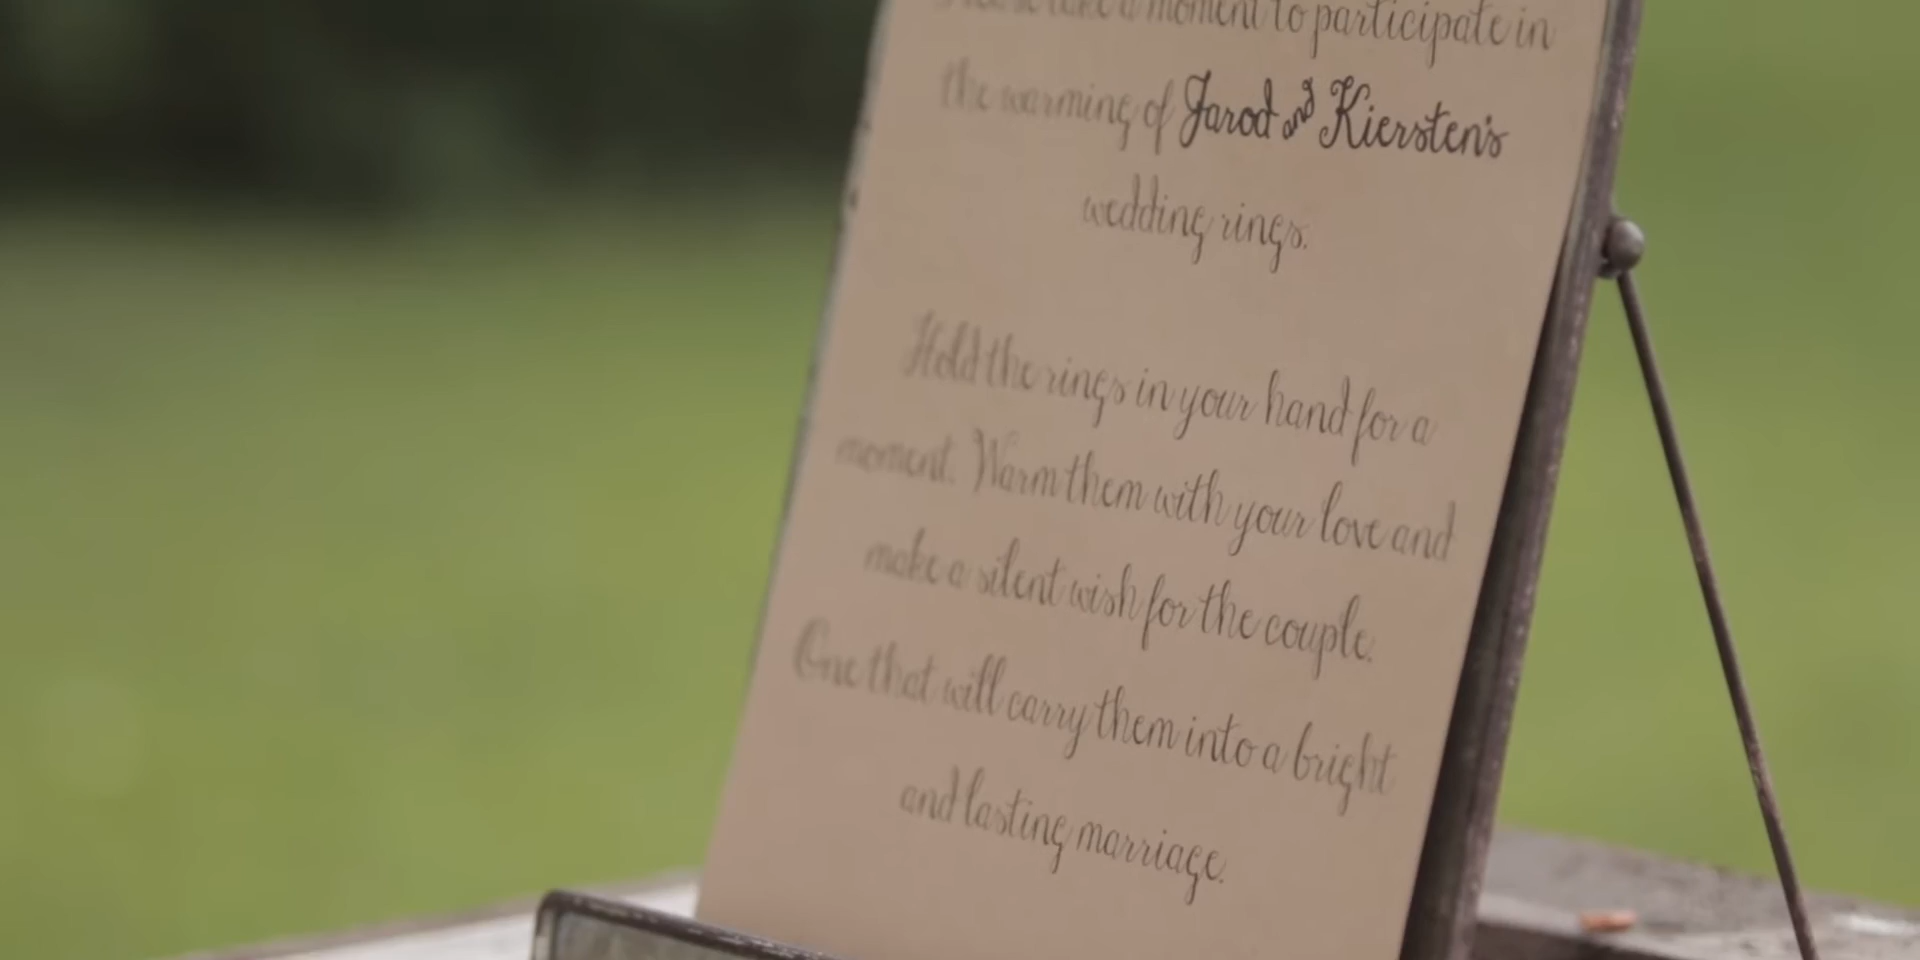 Please take a moment to participate in
the warming of Jarod and Kiersten's
wedding rings.
Hold the rings in your hand for a
moment. Warm them with your love and
make a silent wish for the couple.
One that will carry them into a bright
and lasting marriage.